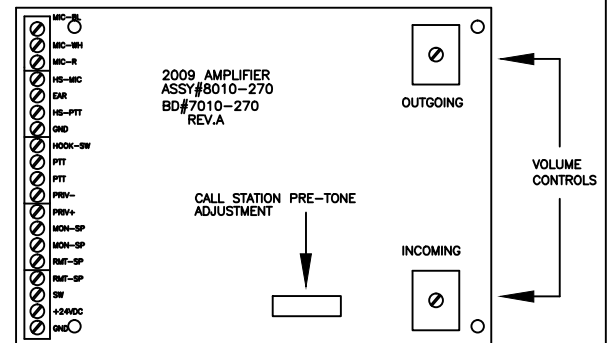 MIC-BL
MIC-WH
MIC-R
HS-MIC
EAR
HS-PTT
GND
HOOK-SW
PTT
PTT
PRIV-
PRIV+
MON-SP
MON-SP
RMT-SP
RMT-SP
SW
+24VDC
GND
2009 AMPLIFIER
ASSY#8010-270
BD#7010-270
REV.A
CALL STATION PRE-TONE
ADJUSTMENT
OUTGOING
INCOMING
VOLUME
CONTROLS